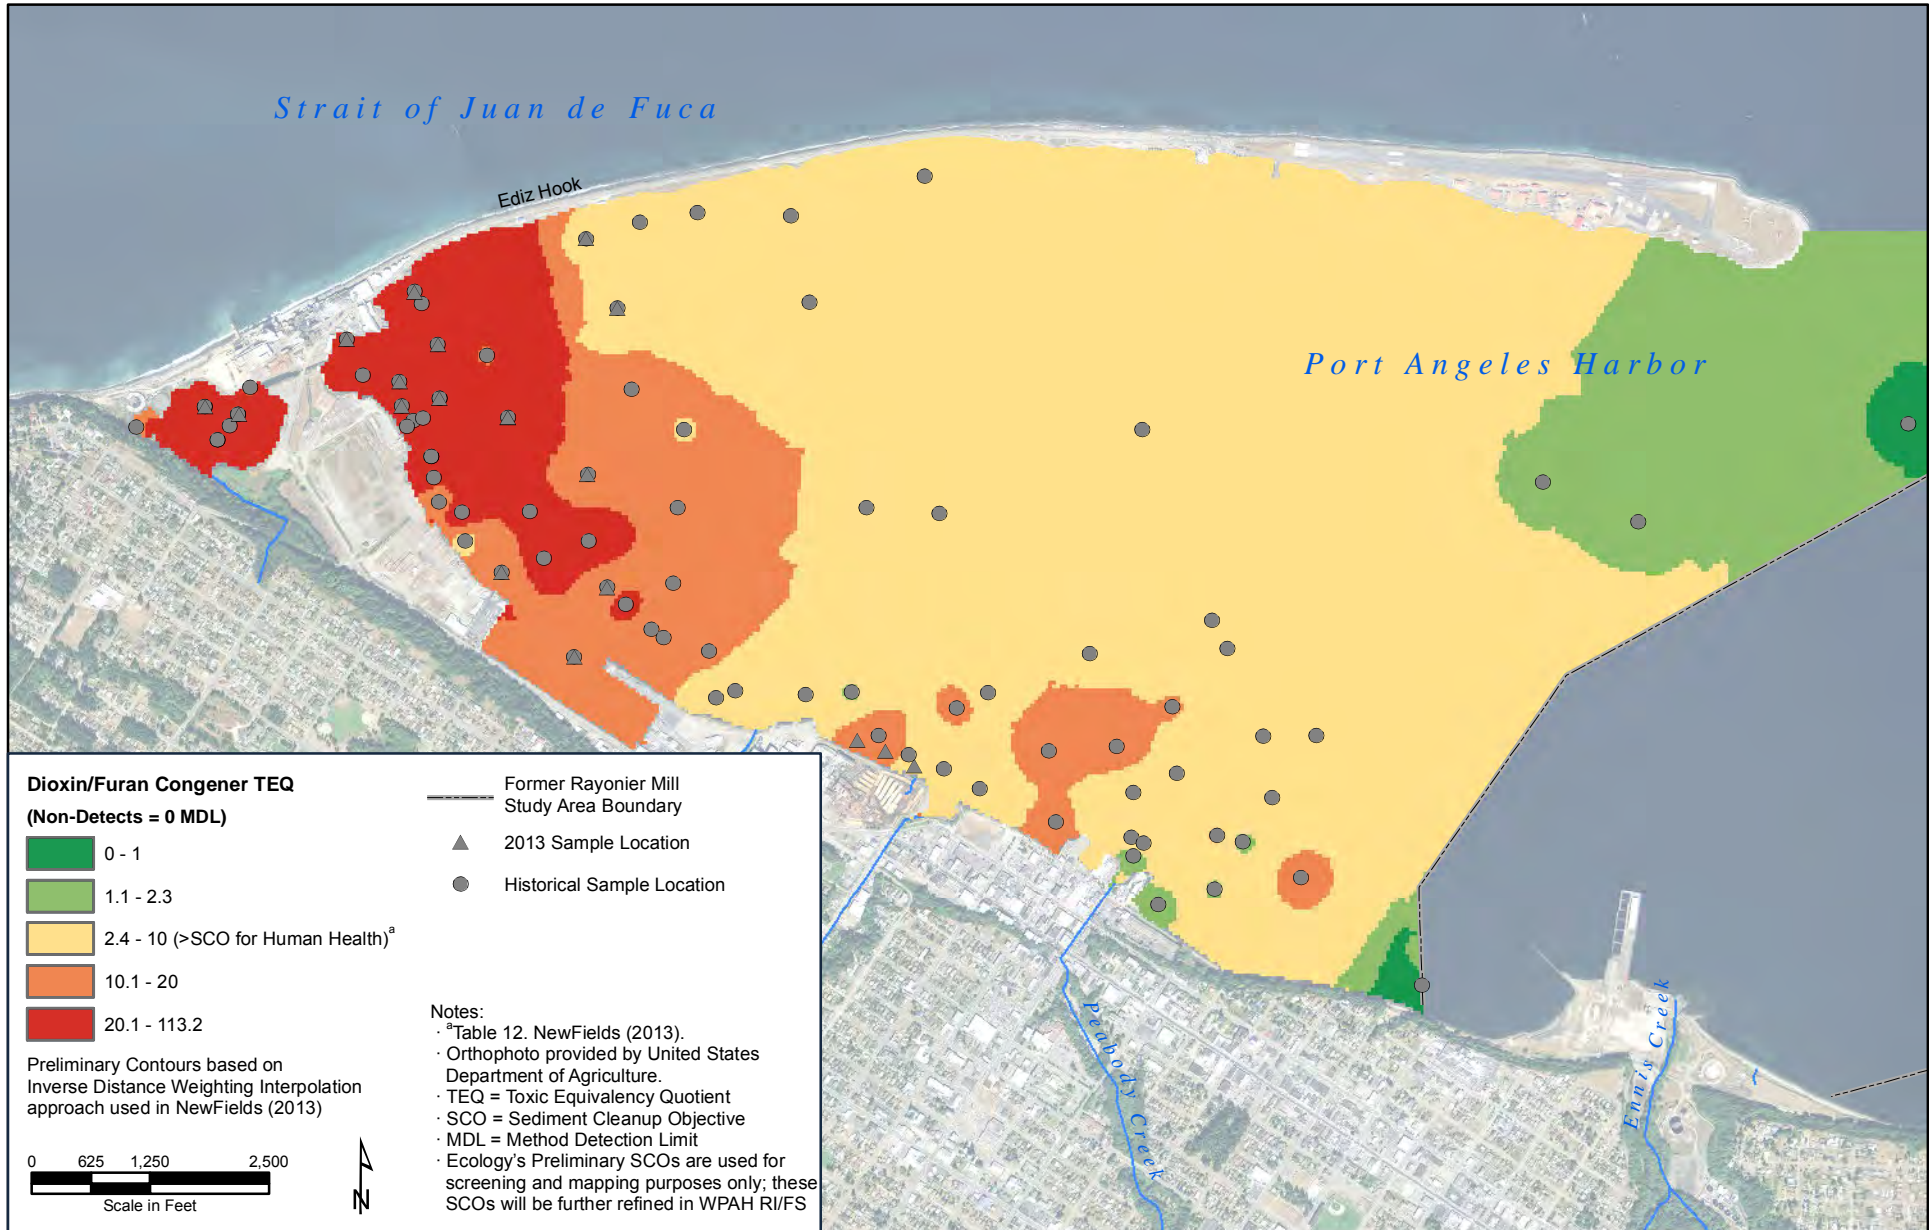 Strait of Juan de Fuca
Ediz Hook
Port Angeles Harbor
Peabody Creek
Ennis Creek
Dioxin/Furan Congener TEQ
(Non-Detects = 0 MDL)
0 - 1
1.1 - 2.3
2.4 - 10 (>SCO for Human Health)a
10.1 - 20
20.1 - 113.2
Preliminary Contours based on
Inverse Distance Weighting Interpolation
approach used in NewFields (2013)
0 625 1,250 2,500
Scale in Feet
N
Former Rayonier Mill
Study Area Boundary
2013 Sample Location
Historical Sample Location
Notes:
· aTable 12. NewFields (2013).
· Orthophoto provided by United States
Department of Agriculture.
· TEQ = Toxic Equivalency Quotient
· SCO = Sediment Cleanup Objective
· MDL = Method Detection Limit
· Ecology's Preliminary SCOs are used for
screening and mapping purposes only; these
SCOs will be further refined in WPAH RI/FS